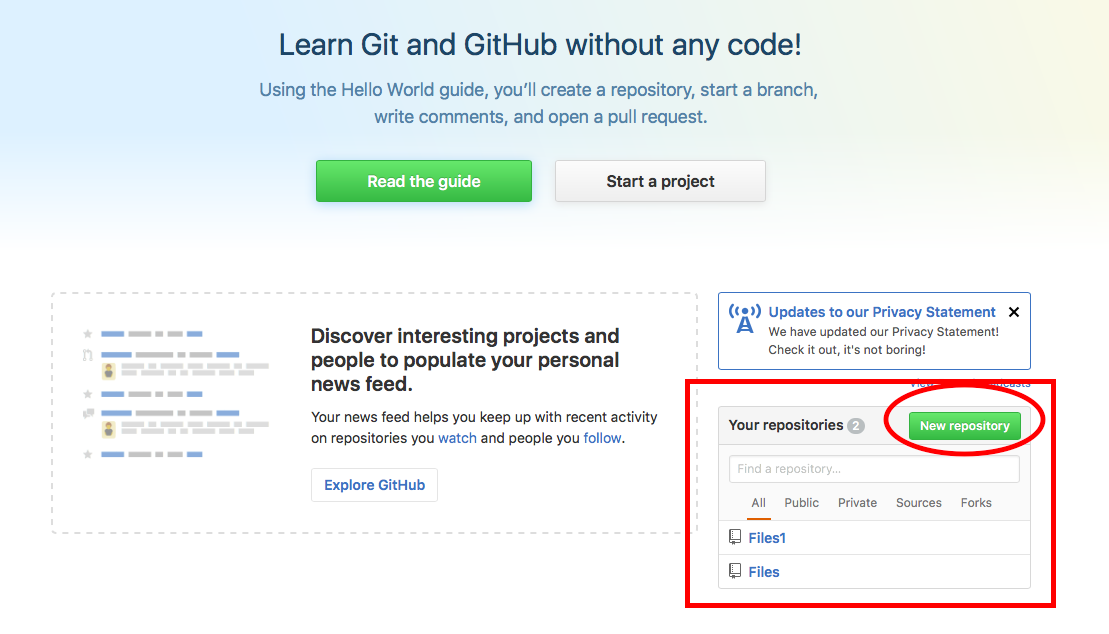 Learn Git and GitHub without any code!
Using the Hello World guide, you’ll create a repository, start a branch,
write comments, and open a pull request.
Read the guide
Start a project
Discover interesting projects and
people to populate your personal
news feed.
Your news feed helps you keep up with recent activity
on repositories you watch and people you follow.
Explore GitHub
Updates to our Privacy Statement
We have updated our Privacy Statement!
Check it out, it's not boring!
Your repositories 2
New repository
Find a repository...
All Public Private Sources Forks
Files1
Files